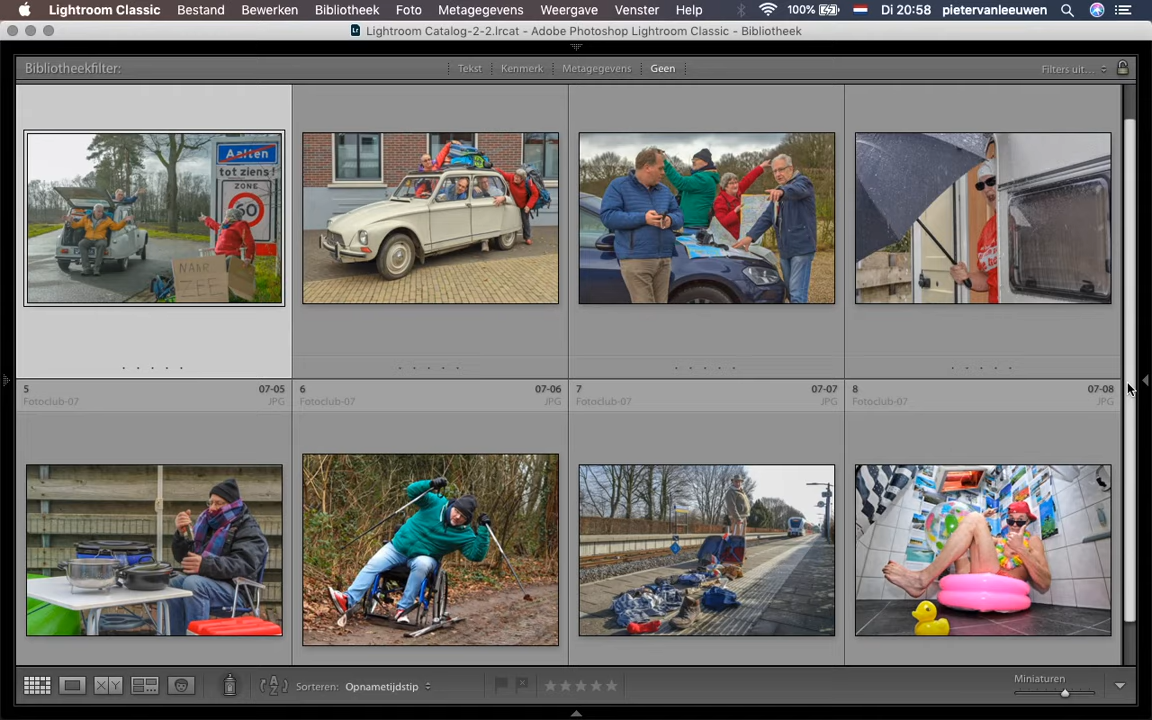 Lightroom Classic Bestand Bewerken Bibliotheek Foto Metagegevens Weergave Venster Help 100% Di 20:58 pietervanleeuwen
Lightroom Catalog-2-2.lrcat - Adobe Photoshop Lightroom Classic - Bibliotheek
Bibliotheekfilter: Tekst Kenmerk Metagegevens Geen Filters uit...
Aalten
tot ziens!
ZONE
60
NAAR
ZEE
5 07-05 6 07-06 7 07-07 8 07-08
Fotoclub-07 JPG Fotoclub-07 JPG Fotoclub-07 JPG Fotoclub-07 JPG
Sorteren: Opnametijdstip
Miniaturen